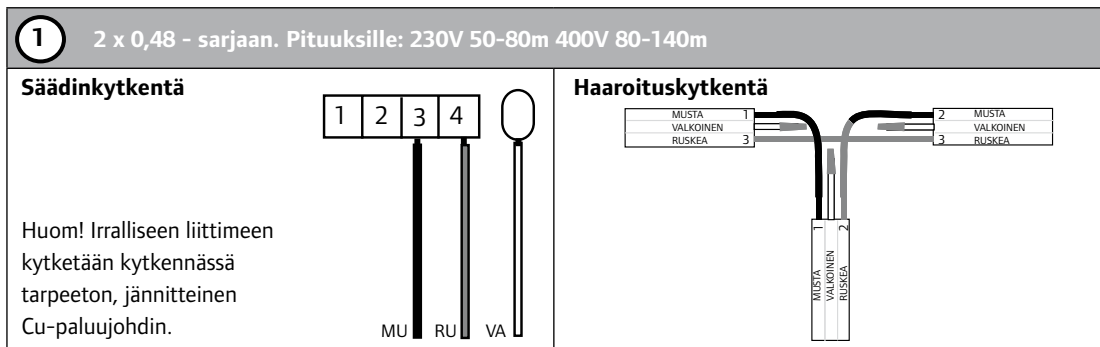 1 2 x 0,48 - sarjaan. Pituuksille: 230V 50-80m 400V 80-140m
Säädinkytkentä
1 2 3 4
Huom! Irralliseen liittimeen
kytketään kytkennässä
tarpeeton, jännitteinen
Cu-paluujohdin.
MU RU VA
Haaroituskytkentä
MUSTA 1
VALKOINEN
RUSKEA 3
2 MUSTA
VALKOINEN
3 RUSKEA
1 2
MUSTA
VALKOINEN
RUSKEA